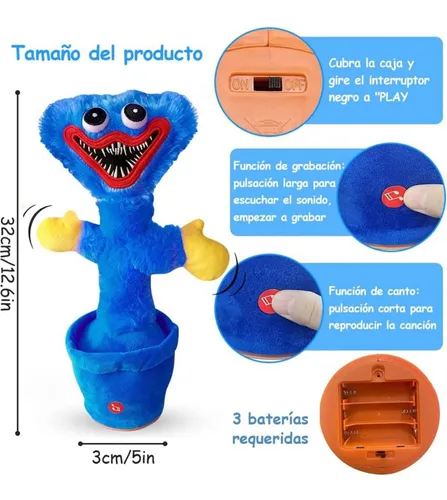 Tamaño del producto
32cm/12,6in
3cm/5in
ON
OFF
Cubra la caja y
gire el interruptor
negro a "PLAY
Función de grabación:
pulsación larga para
escuchar el sonido,
empezar a grabar
Función de canto:
pulsación corta para
reproducir la canción
3 baterías
requeridas